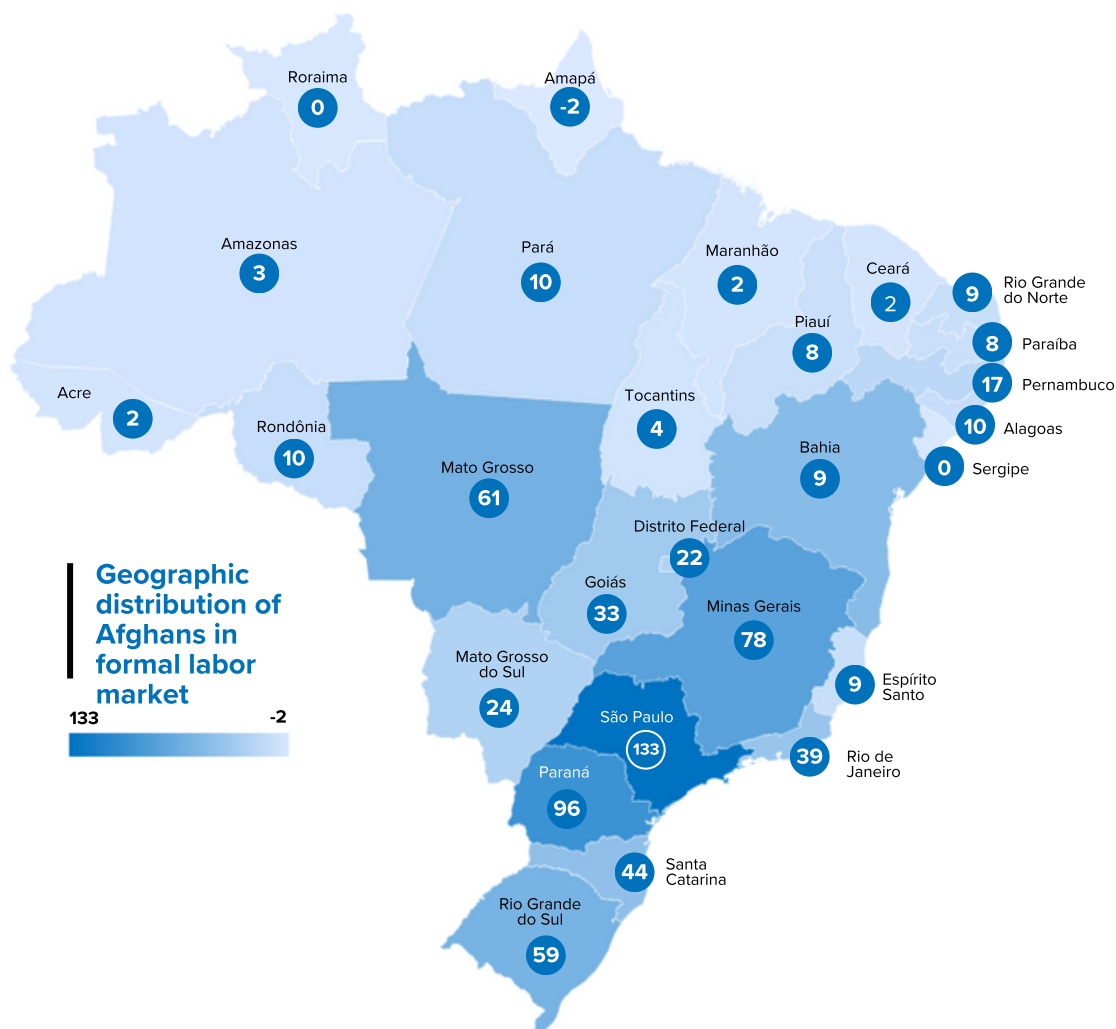 Roraima
0
Amapá
-2
Amazonas
3
Pará
10
Maranhão
2
Ceará
2
Rio Grande
do Norte
9
Piauí
8
Paraíba
8
Pernambuco
17
Acre
2
Rondônia
10
Tocantins
4
Alagoas
10
Bahia
9
Sergipe
0
Mato Grosso
61
Distrito Federal
22
Goiás
33
Minas Gerais
78
Geographic
distribution of
Afghans in
formal labor
market
133
-2
Mato Grosso
do Sul
24
Espírito
Santo
9
São Paulo
133
Rio de
Janeiro
39
Paraná
96
Santa
Catarina
44
Rio Grande
do Sul
59